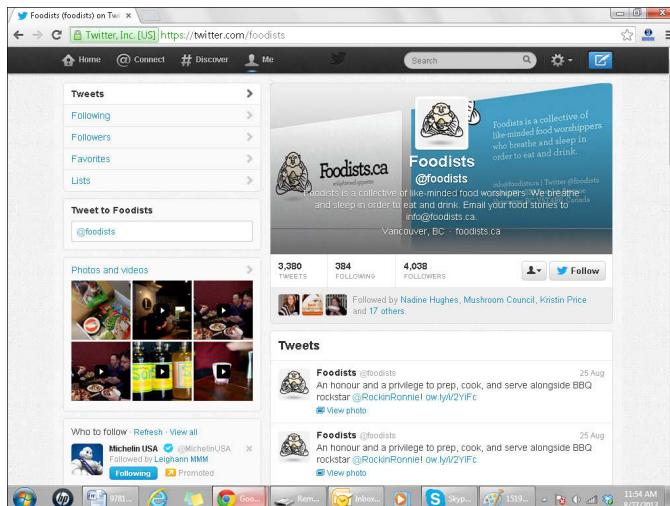 Foodists (foodists) on Twi
Twitter, Inc. [US] https://twitter.com/foodists
Home @ Connect # Discover Me
Search
Tweets
Following
Followers
Favorites
Lists
Tweet to Foodists
@foodists
Photos and videos
Who to follow · Refresh · View all
Michelin USA @MichelinUSA
Followed by Leighann MMM
Following Promoted
Foodists.ca
Foodists is a collective of
like-minded food worshippers
who breathe and sleep in
order to eat and drink.
Foodists
@foodists
Foodists is a collective of like-minded food worshipers. We breathe
and sleep in order to eat and drink. Email your food stories to
info@foodists.ca.
Vancouver, BC · foodists.ca
3,380 384 4,038
TWEETS FOLLOWING FOLLOWERS
Follow
Followed by Nadine Hughes, Mushroom Council, Kristin Price
and 17 others.
Tweets
Foodists @foodists 25 Aug
An honour and a privilege to prep, cook, and serve alongside BBQ
rockstar @RockinRonnie! ow.ly/i/2YiFc
View photo
Foodists @foodists 25 Aug
An honour and a privilege to prep, cook, and serve alongside BBQ
rockstar @RockinRonnie! ow.ly/i/2YiFc
View photo
9781... Goo... Rem... Inbox... Skyp... 1519... 11:54 AM